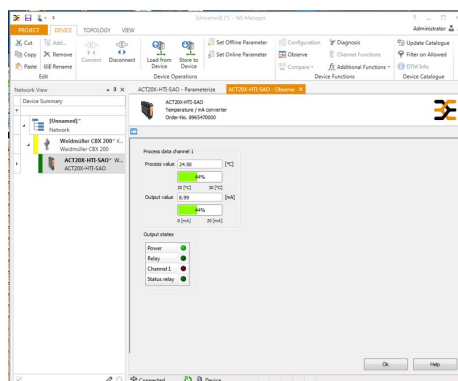 [Unnamed] (*) - WI-Manager
PROJECT DEVICE TOPOLOGY VIEW Administrator
Cut Add... Set Offline Parameter Configuration Diagnosis Update Catalogue
Copy Remove Connect Disconnect Load from Device Store to Device Set Online Parameter Observe Channel Functions Filter on Allowed
Paste Rename Compare Additional Functions DTM Info
Edit Device Operations Device Functions Device Catalogue
Network View ACT20X-HTI-SAO - Parameterize ACT20X-HTI-SAO - Observe
Device Summary
ACT20X-HTI-SAO
Temperature / mA converter
Order-No. 8965470000
[Unnamed]*
Network
Weidmüller CBX 200*
Weidmüller CBX 200
ACT20X-HTI-SAO* W...
ACT20X-HTI-SAO
Process data channel 1
Process value 24.50 [°C]
44%
20 [°C] 30 [°C]
Output value 8.99 [mA]
44%
0 [mA] 20 [mA]
Output states
Power
Relay
Channel 1
Status relay
Ok Help
Connected Device